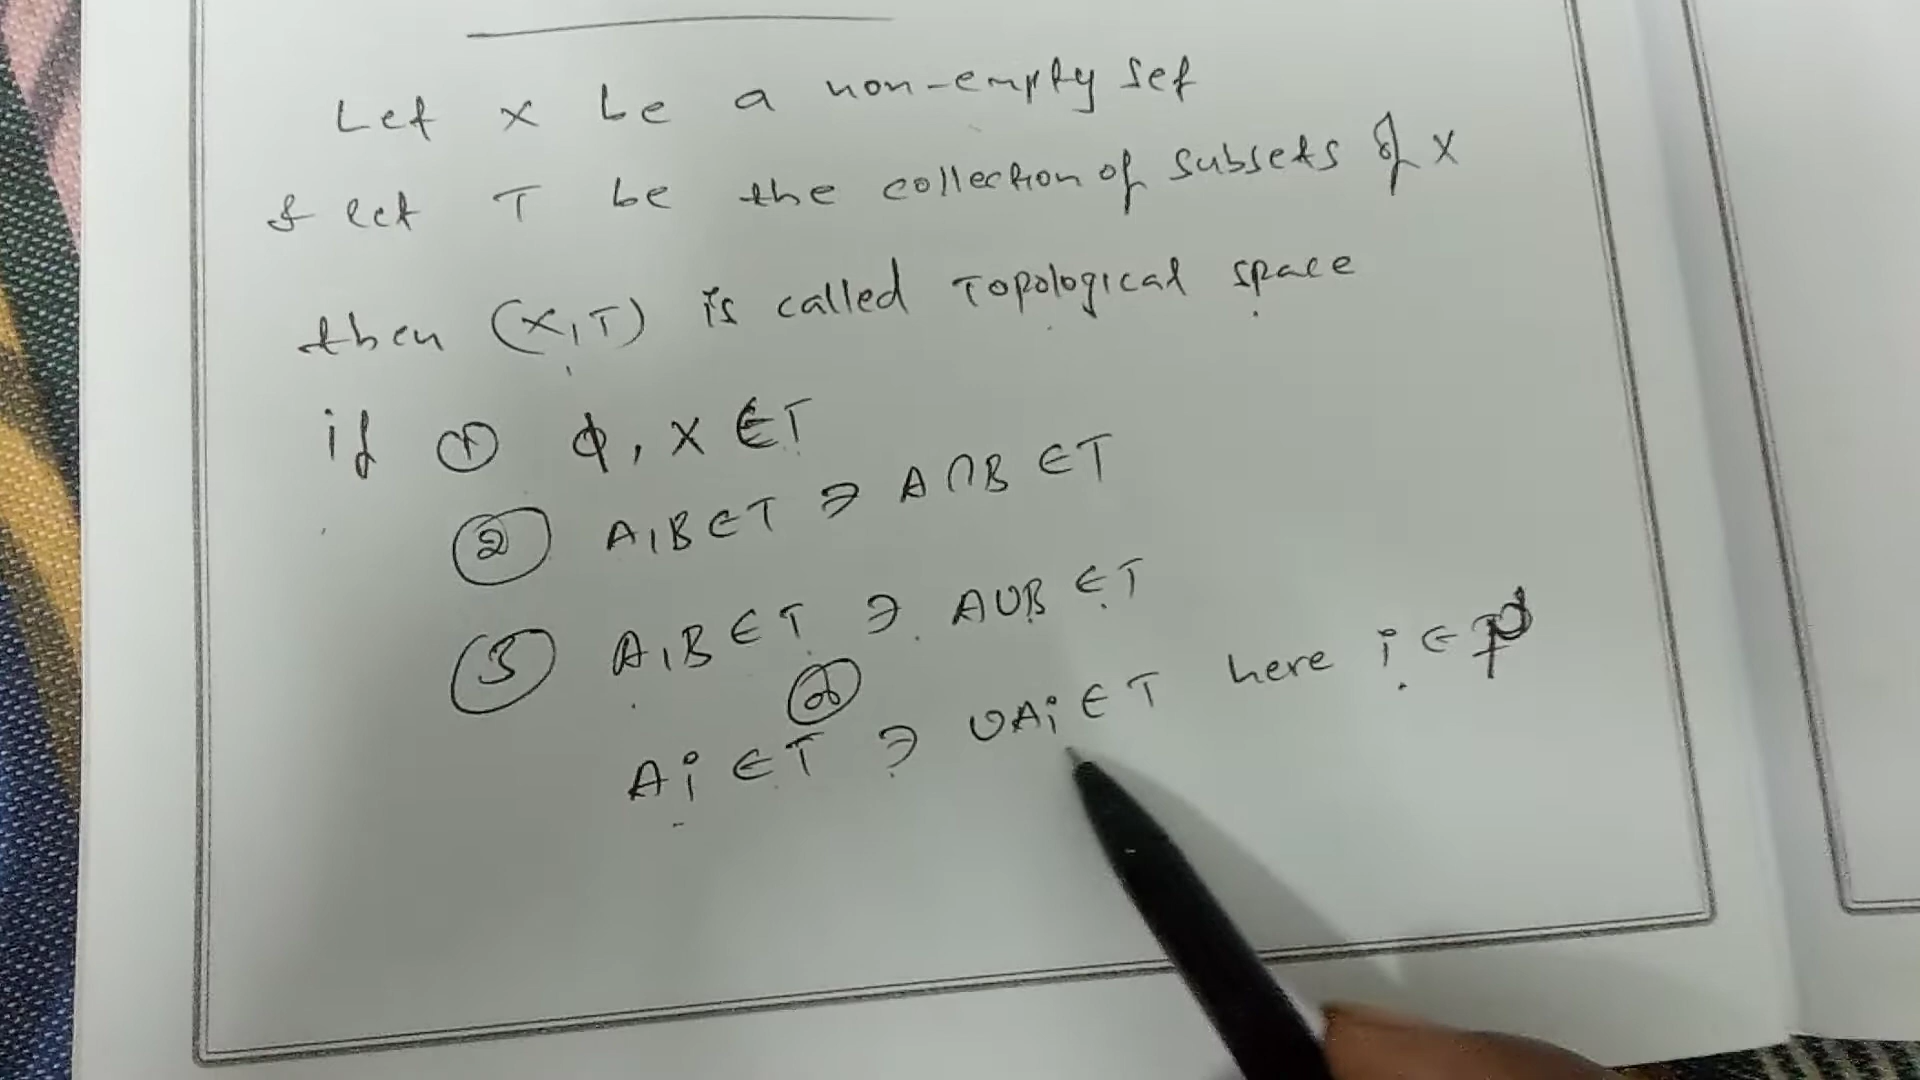 Let x be a non-empty set
& let T be the collection of subsets of X
then (X,T) is called Topological space
if ① ϕ, X ∈ T
② A,B ∈ T ⇒ A∩B ∈ T
③ A,B ∈ T ⇒ A∪B ∈ T
Ai ∈ T ⇒ ∪Ai ∈ T here i ∈